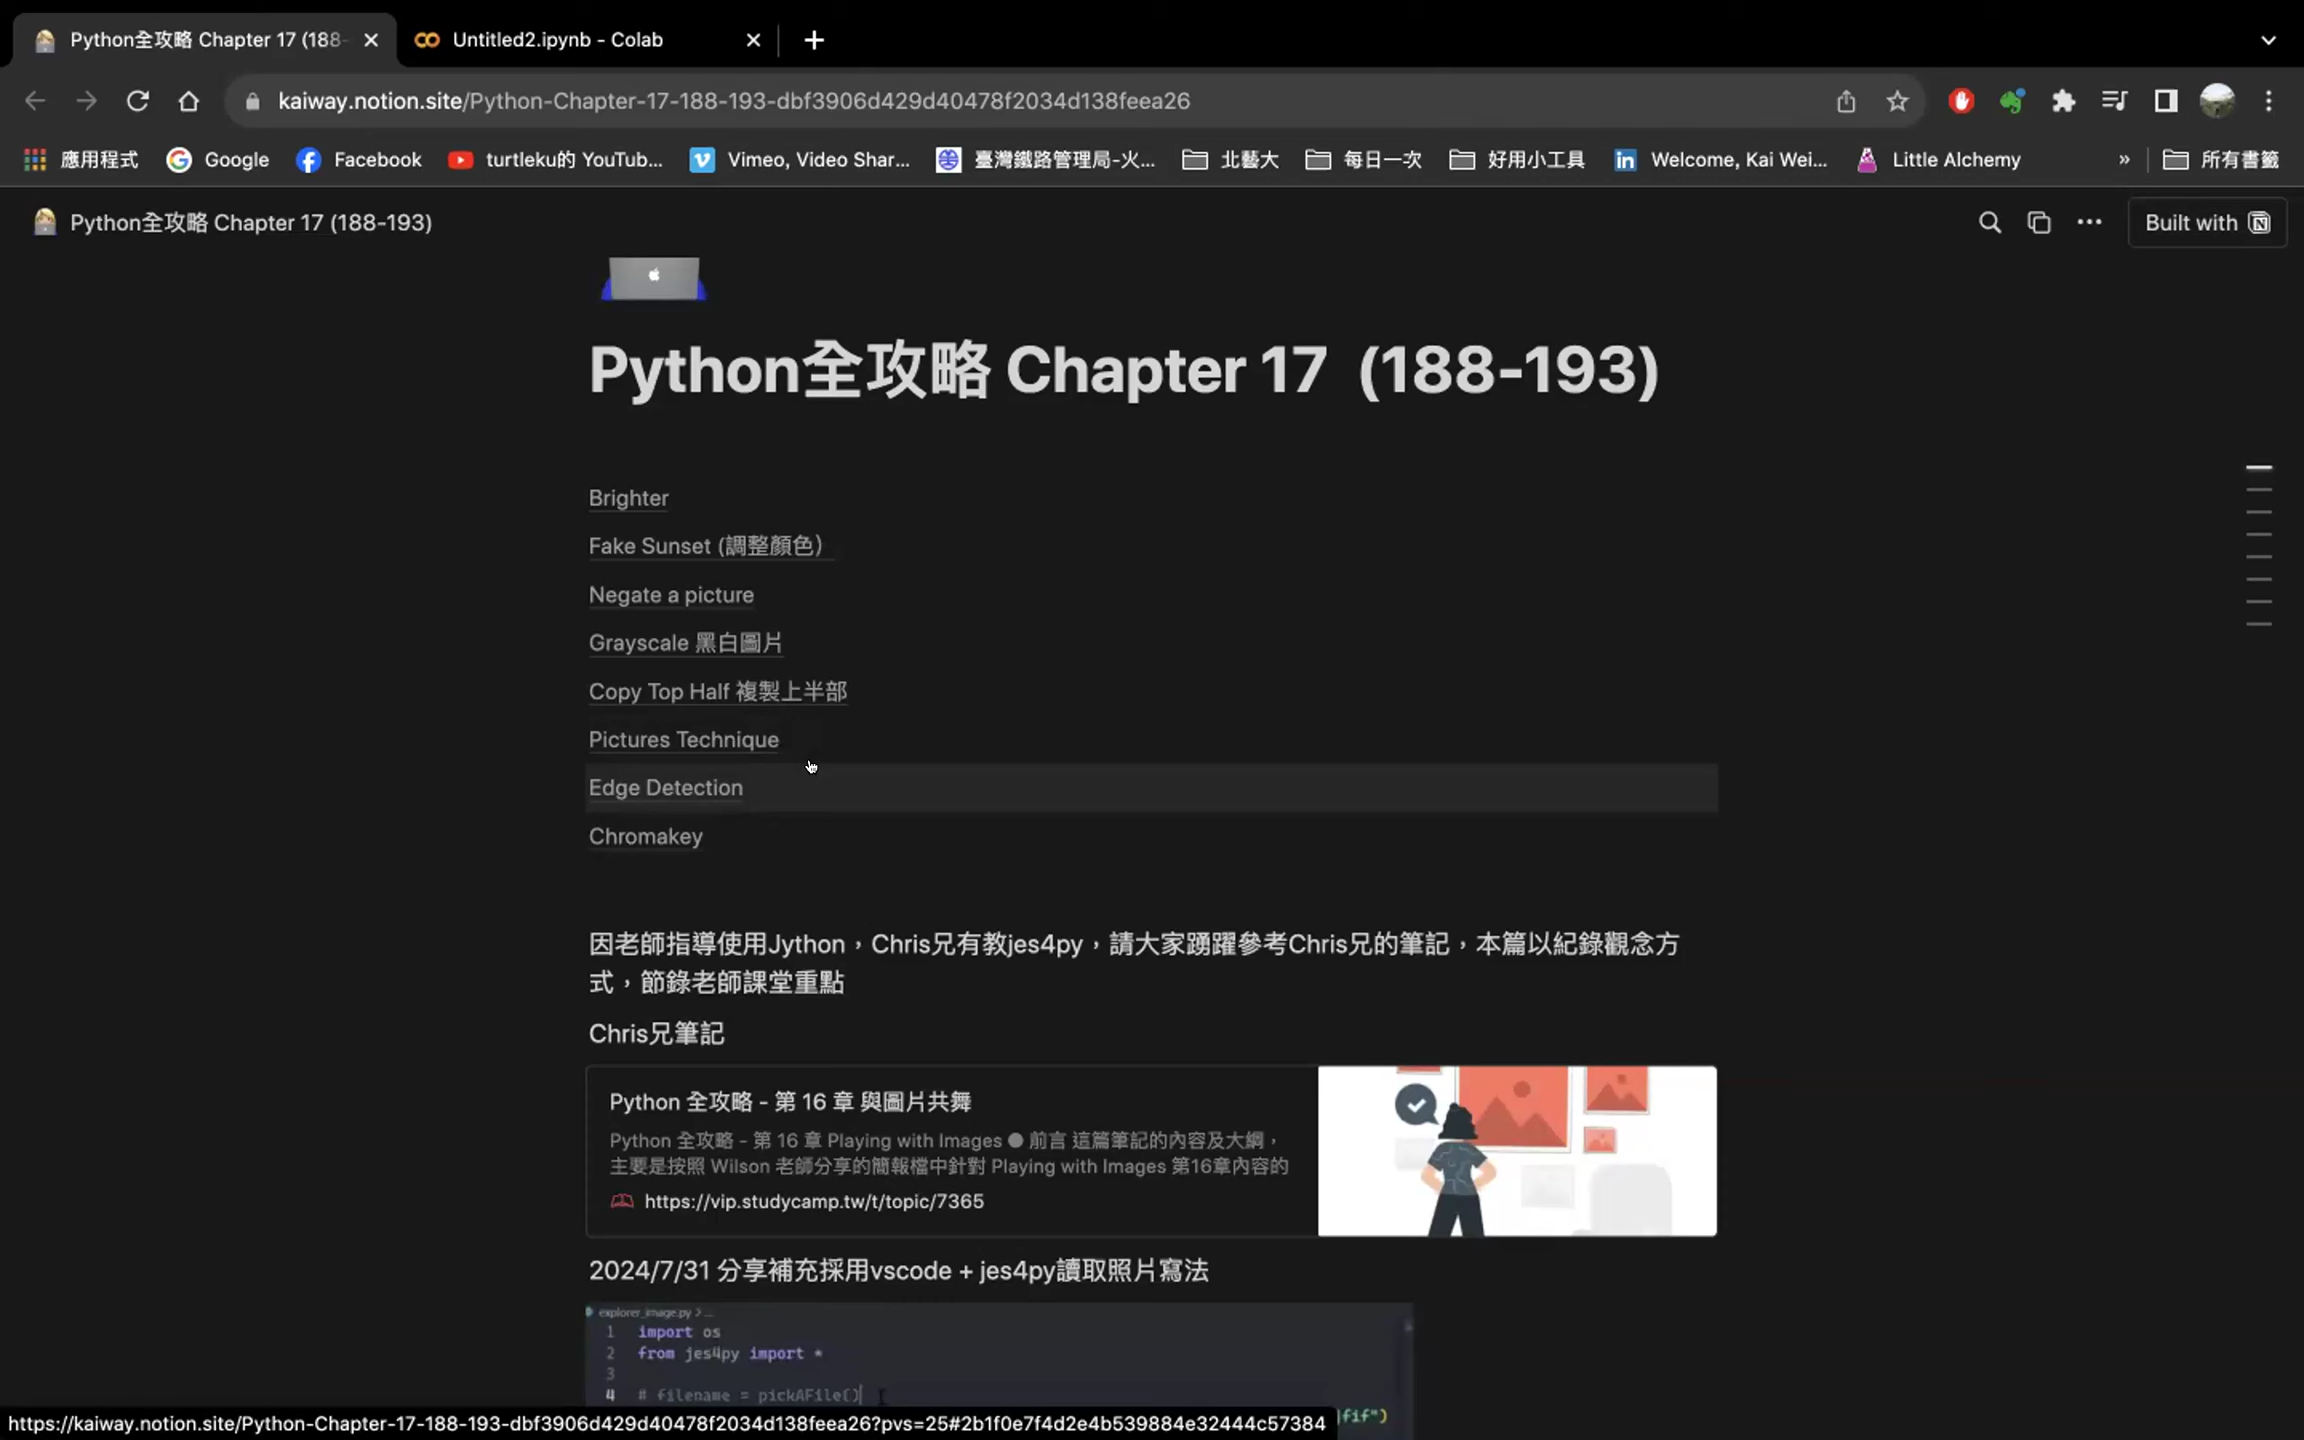 Python全攻略 Chapter 17 (188-
Untitled2.ipynb - Colab
kaiway.notion.site/Python-Chapter-17-188-193-dbf3906d429d40478f2034d138feea26
應用程式 Google Facebook turtleku的 YouTub... Vimeo, Video Shar... 臺灣鐵路管理局-火... 北藝大 每日一次 好用小工具 Welcome, Kai Wei... Little Alchemy » 所有書籤
Python全攻略 Chapter 17 (188-193)
Built with
Python全攻略 Chapter 17 (188-193)
Brighter
Fake Sunset (調整顏色)
Negate a picture
Grayscale 黑白圖片
Copy Top Half 複製上半部
Pictures Technique
Edge Detection
Chromakey
因老師指導使用Jython，Chris兄有教jes4py，請大家踴躍參考Chris兄的筆記，本篇以紀錄觀念方
式，節錄老師課堂重點
Chris兄筆記
Python 全攻略 - 第 16 章 與圖片共舞
Python 全攻略 - 第 16 章 Playing with Images ● 前言 這篇筆記的內容及大綱，
主要是按照 Wilson 老師分享的簡報檔中針對 Playing with Images 第16章內容的
https://vip.studycamp.tw/t/topic/7365
2024/7/31 分享補充採用vscode + jes4py讀取照片寫法
explorer_image.py > ...
1 import os
2 from jes4py import *
3
4 # filename = pickAFile()
fif")
https://kaiway.notion.site/Python-Chapter-17-188-193-dbf3906d429d40478f2034d138feea26?pvs=25#2b1f0e7f4d2e4b539884e32444c57384